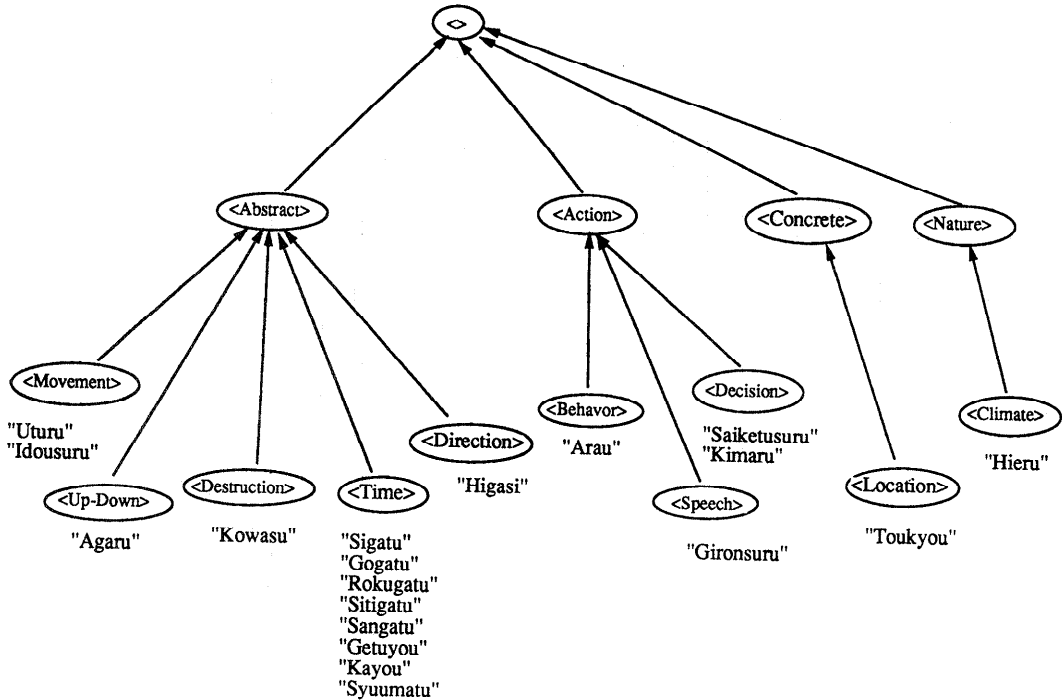 <>
<Abstract>
<Action>
<Concrete>
<Nature>
<Movement>
"Uturu"
"Idousuru"
<Up-Down>
"Agaru"
<Destruction>
"Kowasu"
<Time>
"Sigatu"
"Gogatu"
"Rokugatu"
"Sitigatu"
"Sangatu"
"Getuyou"
"Kayou"
"Syuumatu"
<Direction>
"Higasi"
<Behavor>
"Arau"
<Speech>
"Gironsuru"
<Decision>
"Saiketusuru"
"Kimaru"
<Location>
"Toukyou"
<Climate>
"Hieru"